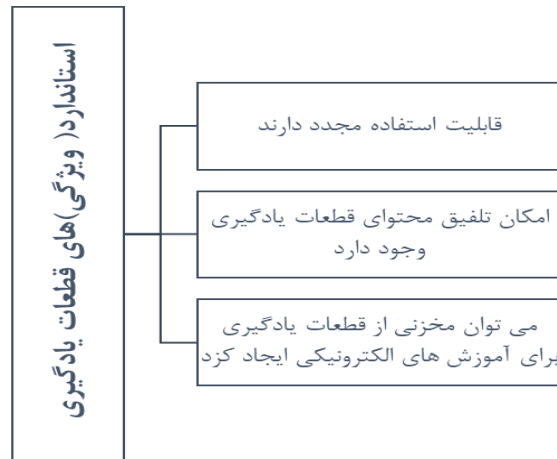 استاندارد( ویژگی)های قطعات یادگیری
قابلیت استفاده مجدد دارند
امکان تلفیق محتوای قطعات یادگیری
وجود دارد
می توان مخزنی از قطعات یادگیری
برای آموزش های الکترونیکی ایجاد کزد